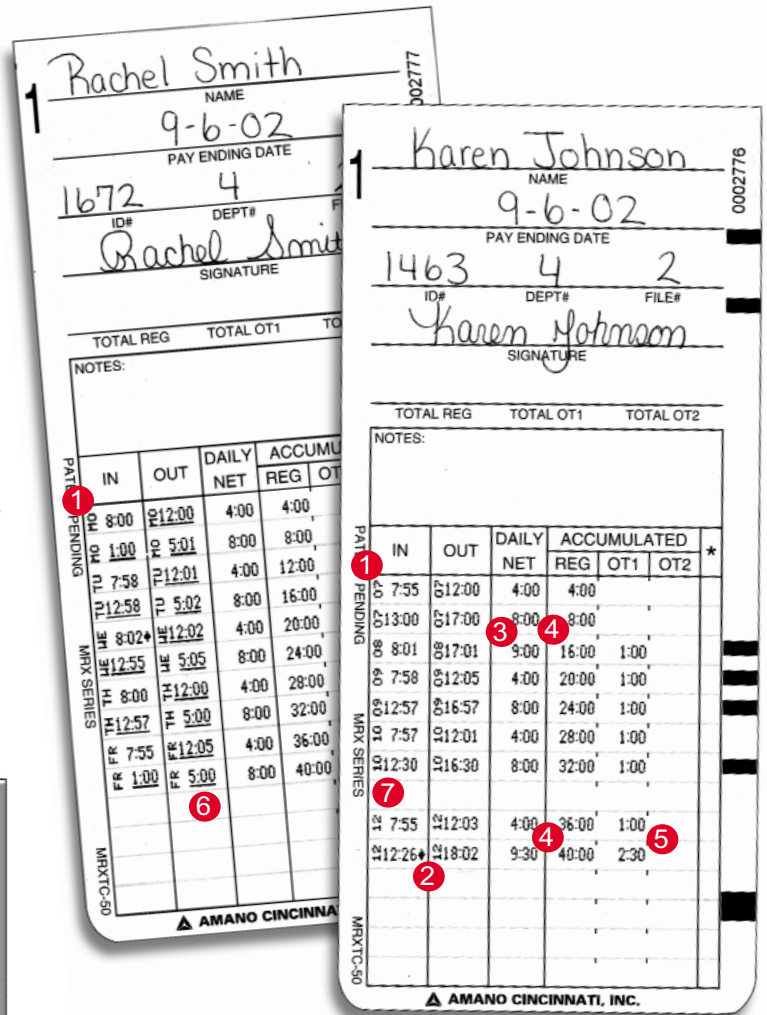 Rachel Smith
1
NAME
002777
9-6-02
PAY ENDING DATE
1672 4
ID# DEPT#
Rachel Smit
SIGNATURE
TOTAL REG TOTAL OT1
NOTES:
IN OUT DAILY NET
REG
PENDING
1
MO 8:00 MO 12:00 4:00 4:00
MO 1:00 MO 5:01 8:00 8:00
TU 7:58 TU 12:01 4:00 12:00
TU 12:58 TU 5:02 8:00 16:00
WE 8:02♦ WE 12:02 4:00 20:00
WE 12:55 WE 5:05 8:00 24:00
TH 8:00 TH 12:00 4:00 28:00
TH 12:57 TH 5:00 8:00 32:00
FR 7:55 FR 12:05 4:00 36:00
FR 1:00 FR 5:00 8:00 40:00
6
MRX SERIES
MRXTC-50
AMANO CINCINNA
Karen Johnson
1
NAME
0002776
9-6-02
PAY ENDING DATE
1463 4 2
ID# DEPT# FILE#
Karen Johnson
SIGNATURE
TOTAL REG TOTAL OT1 TOTAL OT2
NOTES:
IN OUT DAILY NET ACCUMULATED *
REG OT1 OT2
PENDING
1
07 7:55 07 12:00 4:00 4:00
07 13:00 07 17:00 8:00 8:00
3 4
08 8:01 08 17:01 9:00 16:00 1:00
09 7:58 09 12:05 4:00 20:00 1:00
09 12:57 09 16:57 8:00 24:00 1:00
10 7:57 10 12:01 4:00 28:00 1:00
10 12:30 10 16:30 8:00 32:00 1:00
7
12 7:55 12 12:03 4:00 36:00 1:00
4 5
12 12:26♦ 12 18:02 9:30 40:00 2:30
2
MRX SERIES
MRXTC-50
AMANO CINCINNATI, INC.